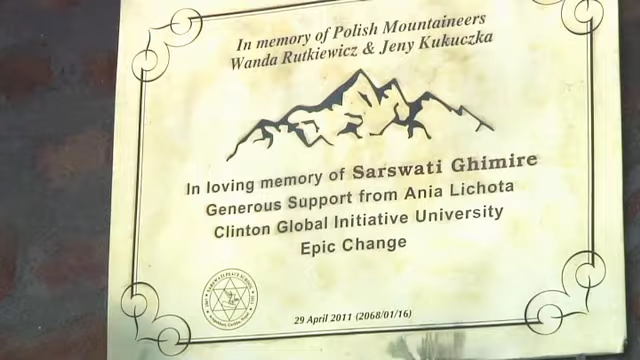 In memory of Polish Mountaineers
Wanda Rutkiewicz & Jeny Kukuczka
In loving memory of Sarswati Ghimire
Generous Support from Ania Lichota
Clinton Global Initiative University
Epic Change
29 April 2011 (2068/01/16)